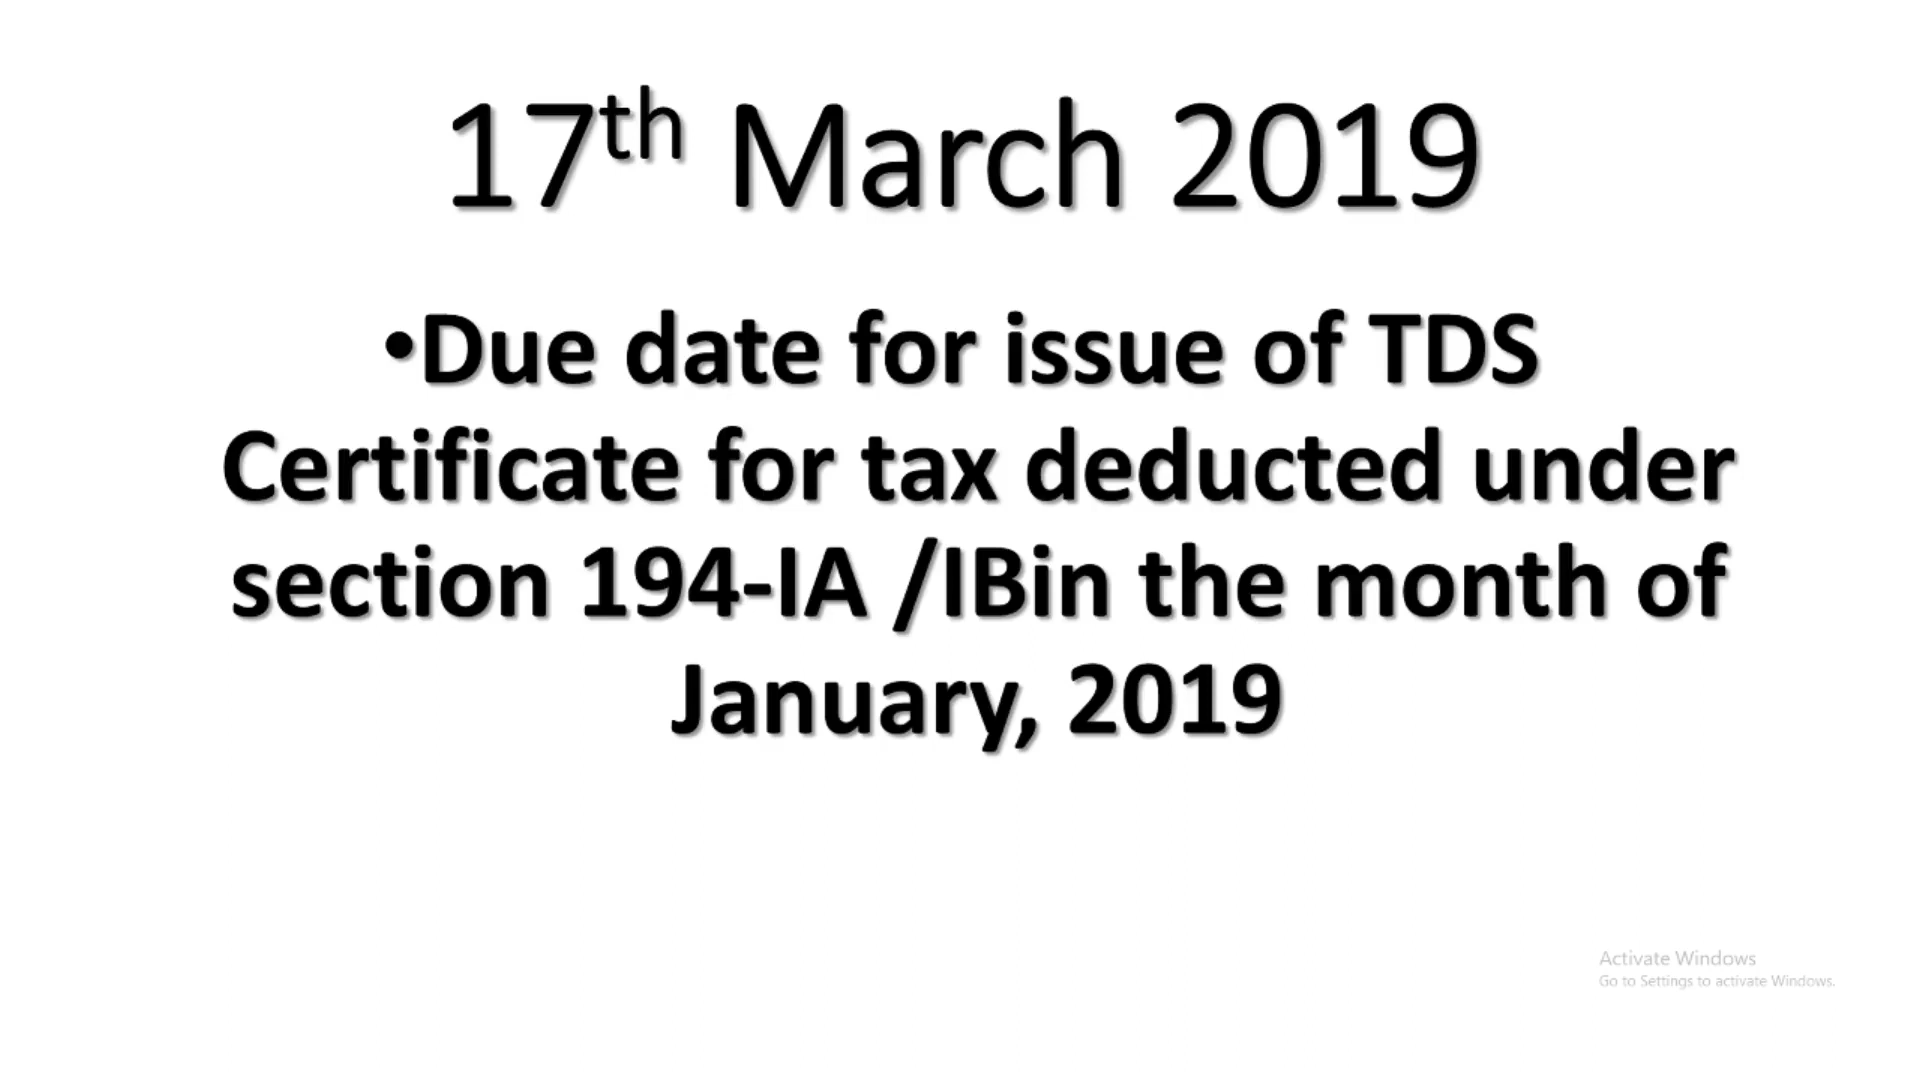 17th March 2019
•Due date for issue of TDS
Certificate for tax deducted under
section 194-IA /IBin the month of
January, 2019
Activate Windows
Go to Settings to activate Windows.